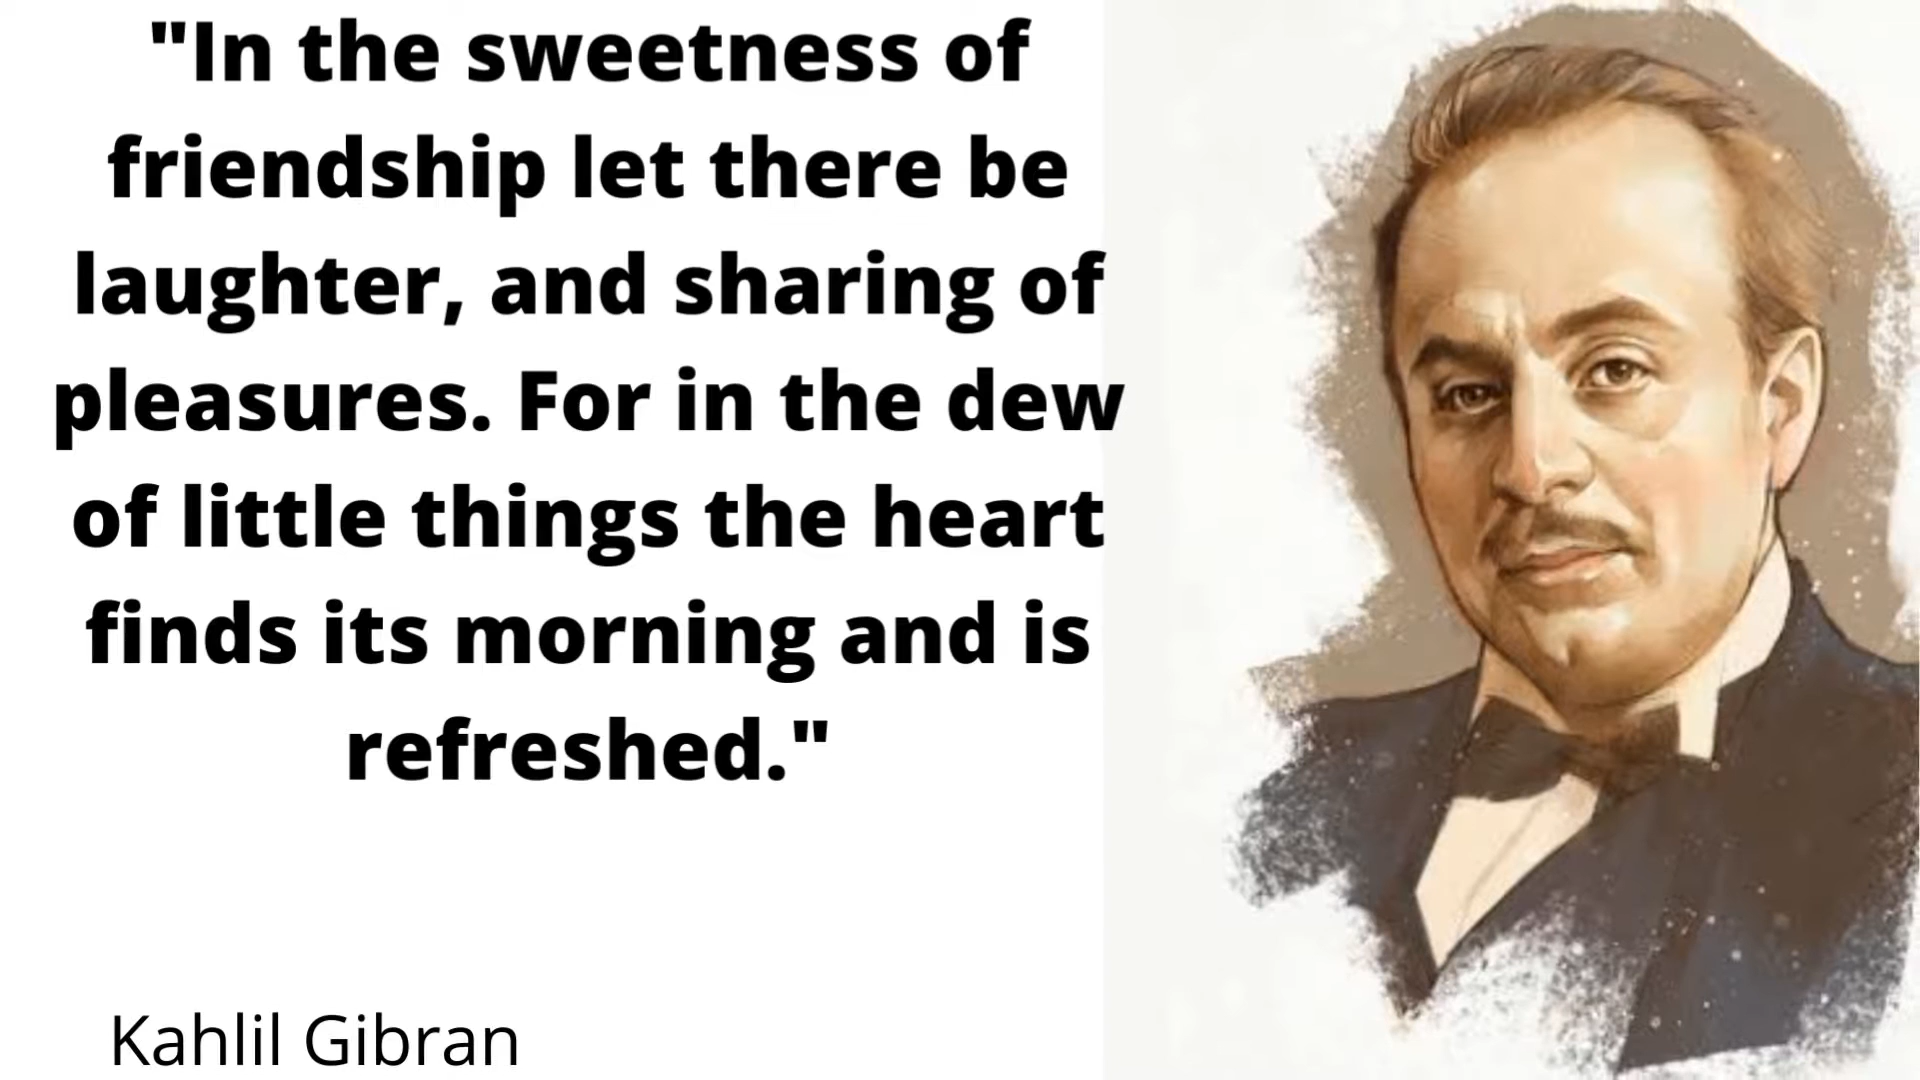 "In the sweetness of
friendship let there be
laughter, and sharing of
pleasures. For in the dew
of little things the heart
finds its morning and is
refreshed."
Kahlil Gibran